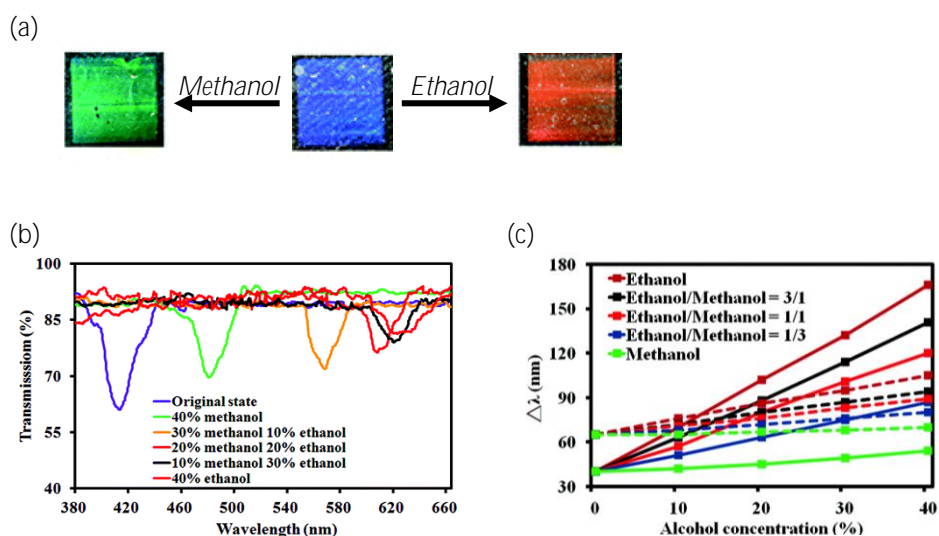 (a)
Methanol
Ethanol
(b)
100
85
70
55
40
Transmisssion (%)
Original state
40% methanol
30% methanol 10% ethanol
20% methanol 20% ethanol
10% methanol 30% ethanol
40% ethanol
380 420 460 500 540 580 620 660
Wavelength (nm)
(c)
180
150
120
90
60
30
△λ (nm)
Ethanol
Ethanol/Methanol = 3/1
Ethanol/Methanol = 1/1
Ethanol/Methanol = 1/3
Methanol
0 10 20 30 40
Alcohol concentration (%)